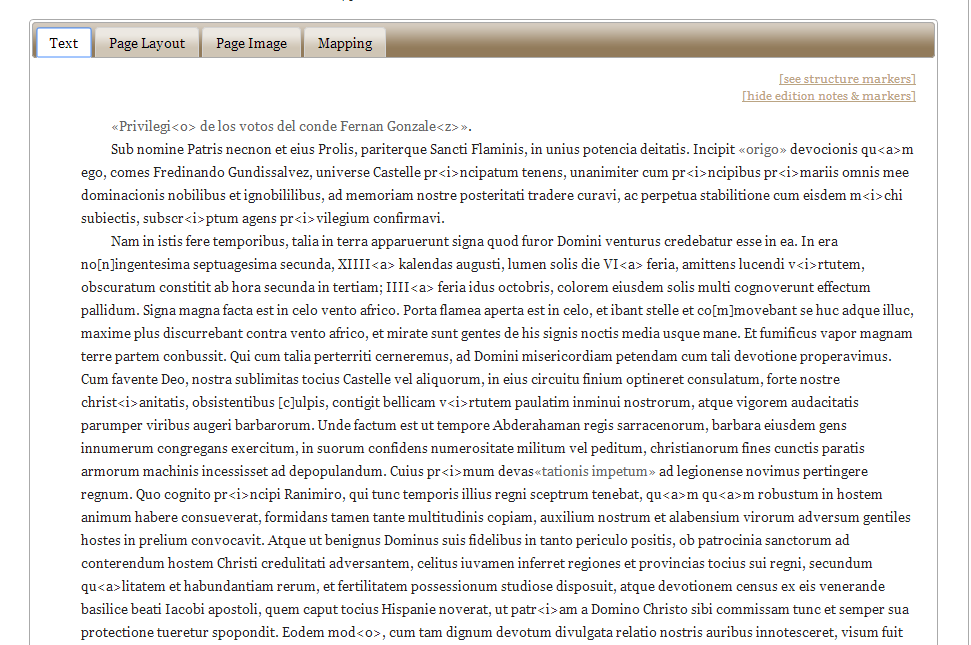 Text Page Layout Page Image Mapping
[see structure markers]
[hide edition notes & markers]
«Privilegi<o> de los votos del conde Fernan Gonzale<z>».
Sub nomine Patris necnon et eius Prolis, pariterque Sancti Flaminis, in unius potencia deitatis. Incipit «origo» devocionis qu<a>m
ego, comes Fredinando Gundissalvez, universe Castelle pr<i>ncipatum tenens, unanimiter cum pr<i>ncipibus pr<i>mariis omnis mee
dominacionis nobilibus et ignobililibus, ad memoriam nostre posteritati tradere curavi, ac perpetua stabilitione cum eisdem m<i>chi
subiectis, subscr<i>ptum agens pr<i>vilegium confirmavi.
Nam in istis fere temporibus, talia in terra apparuerunt signa quod furor Domini venturus credebatur esse in ea. In era
no[n]ingentesima septuagesima secunda, XIIII<a> kalendas augusti, lumen solis die VI<a> feria, amittens lucendi v<i>rtutem,
obscuratum constitit ab hora secunda in tertiam; IIII<a> feria idus octobris, colorem eiusdem solis multi cognoverunt effectum
pallidum. Signa magna facta est in celo vento africo. Porta flamea aperta est in celo, et ibant stelle et co[m]movebant se huc adque illuc,
maxime plus discurrebant contra vento africo, et mirate sunt gentes de his signis noctis media usque mane. Et fumificus vapor magnam
terre partem conbussit. Qui cum talia perterriti cerneremus, ad Domini misericordiam petendam cum tali devotione properavimus.
Cum favente Deo, nostra sublimitas tocius Castelle vel aliquorum, in eius circuitu finium optineret consulatum, forte nostre
christ<i>anitatis, obsistentibus [c]ulpis, contigit bellicam v<i>rtutem paulatim inminui nostrorum, atque vigorem audacitatis
parumper viribus augeri barbarorum. Unde factum est ut tempore Abderahaman regis sarracenorum, barbara eiusdem gens
innumerum congregans exercitum, in suorum confidens numerositate militum vel peditum, christianorum fines cunctis paratis
armorum machinis incessisset ad depopulandum. Cuius pr<i>mum devas«tationis impetum» ad legionense novimus pertingere
regnum. Quo cognito pr<i>ncipi Ranimiro, qui tunc temporis illius regni sceptrum tenebat, qu<a>m qu<a>m robustum in hostem
animum habere consueverat, formidans tamen tante multitudinis copiam, auxilium nostrum et alabensium virorum adversum gentiles
hostes in prelium convocavit. Atque ut benignus Dominus suis fidelibus in tanto periculo positis, ob patrocinia sanctorum ad
conterendum hostem Christi credulitati adversantem, celitus iuvamen inferret regiones et provincias tocius sui regni, secundum
qu<a>litatem et habundantiam rerum, et fertilitatem possessionum studiose disposuit, atque devotionem census ex eis venerande
basilice beati Iacobi apostoli, quem caput tocius Hispanie noverat, ut patr<i>am a Domino Christo sibi commissam tunc et semper sua
protectione tueretur spopondit. Eodem mod<o>, cum tam dignum devotum divulgata relatio nostris auribus innotesceret, visum fuit